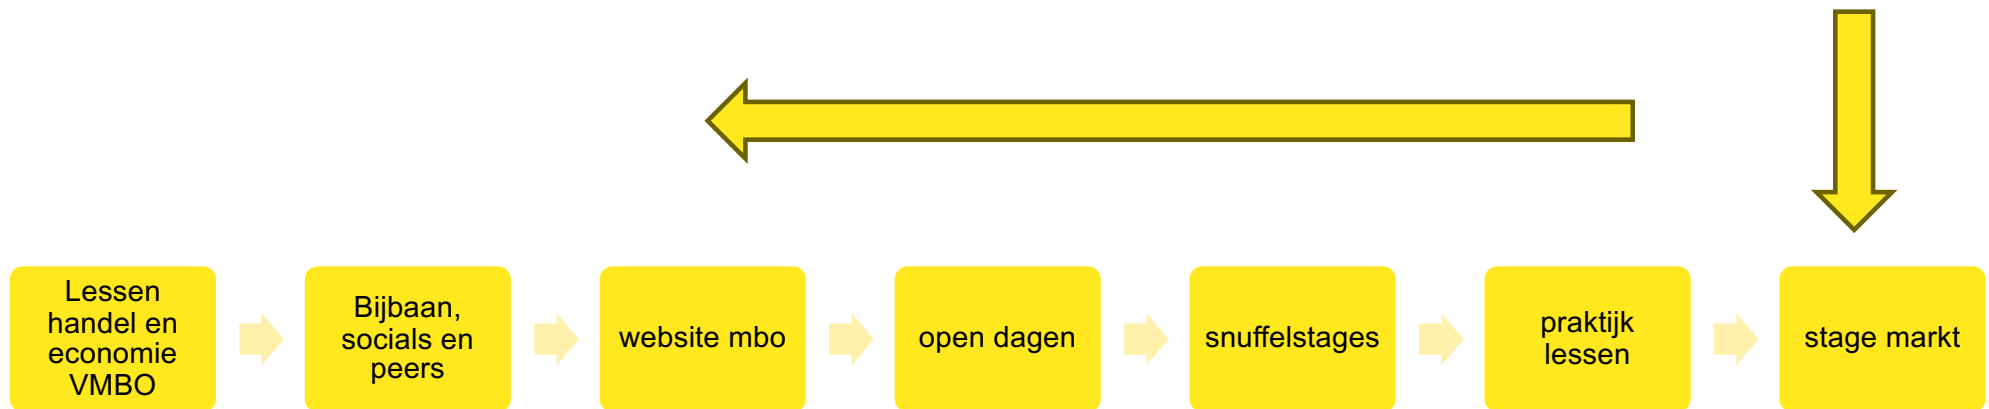 Lessen
handel en
economie
VMBO
Bijbaan,
socials en
peers
website mbo
open dagen
snuffelstages
praktijk
lessen
stage markt